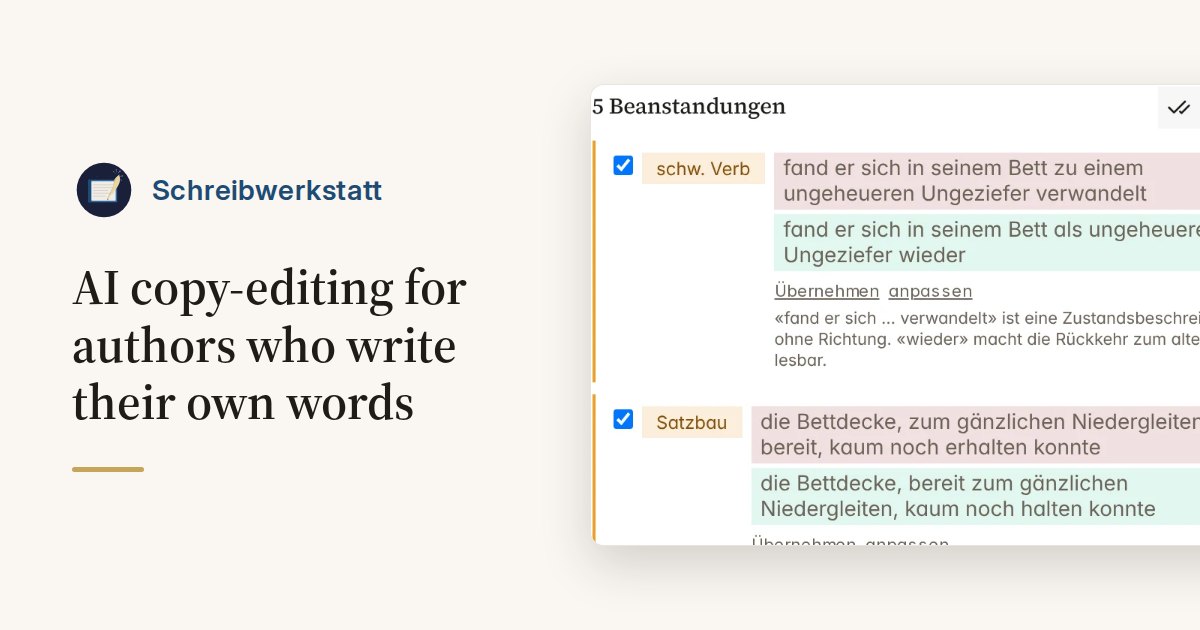 Schreibwerkstatt
AI copy-editing for
authors who write
their own words
5 Beanstandungen
schw. Verb
fand er sich in seinem Bett zu einem
ungeheueren Ungeziefer verwandelt
fand er sich in seinem Bett als ungeheuere
Ungeziefer wieder
Übernehmen anpassen
«fand er sich ... verwandelt» ist eine Zustandsbeschrei
ohne Richtung. «wieder» macht die Rückkehr zum alte
lesbar.
Satzbau
die Bettdecke, zum gänzlichen Niedergleiten
bereit, kaum noch erhalten konnte
die Bettdecke, bereit zum gänzlichen
Niedergleiten, kaum noch halten konnte
Übernehmen anpassen